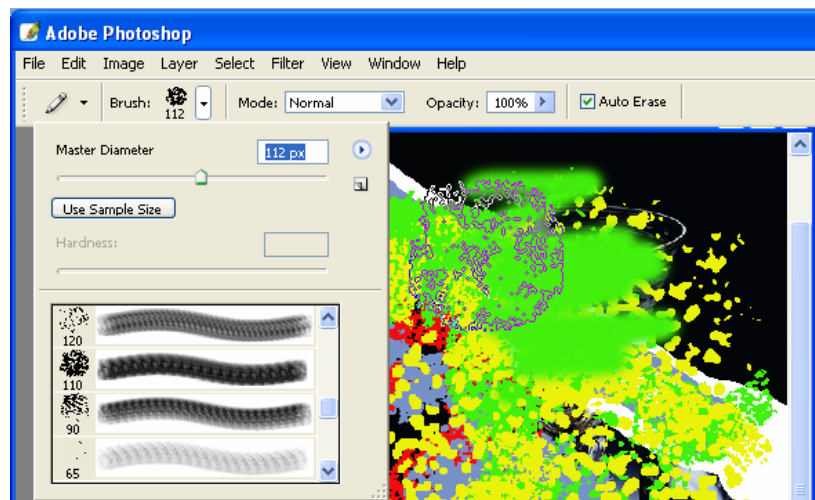 Adobe Photoshop
File Edit Image Layer Select Filter View Window Help
Brush: 112 Mode: Normal Opacity: 100% Auto Erase
Master Diameter 112 px
Use Sample Size
Hardness:
120
110
90
65